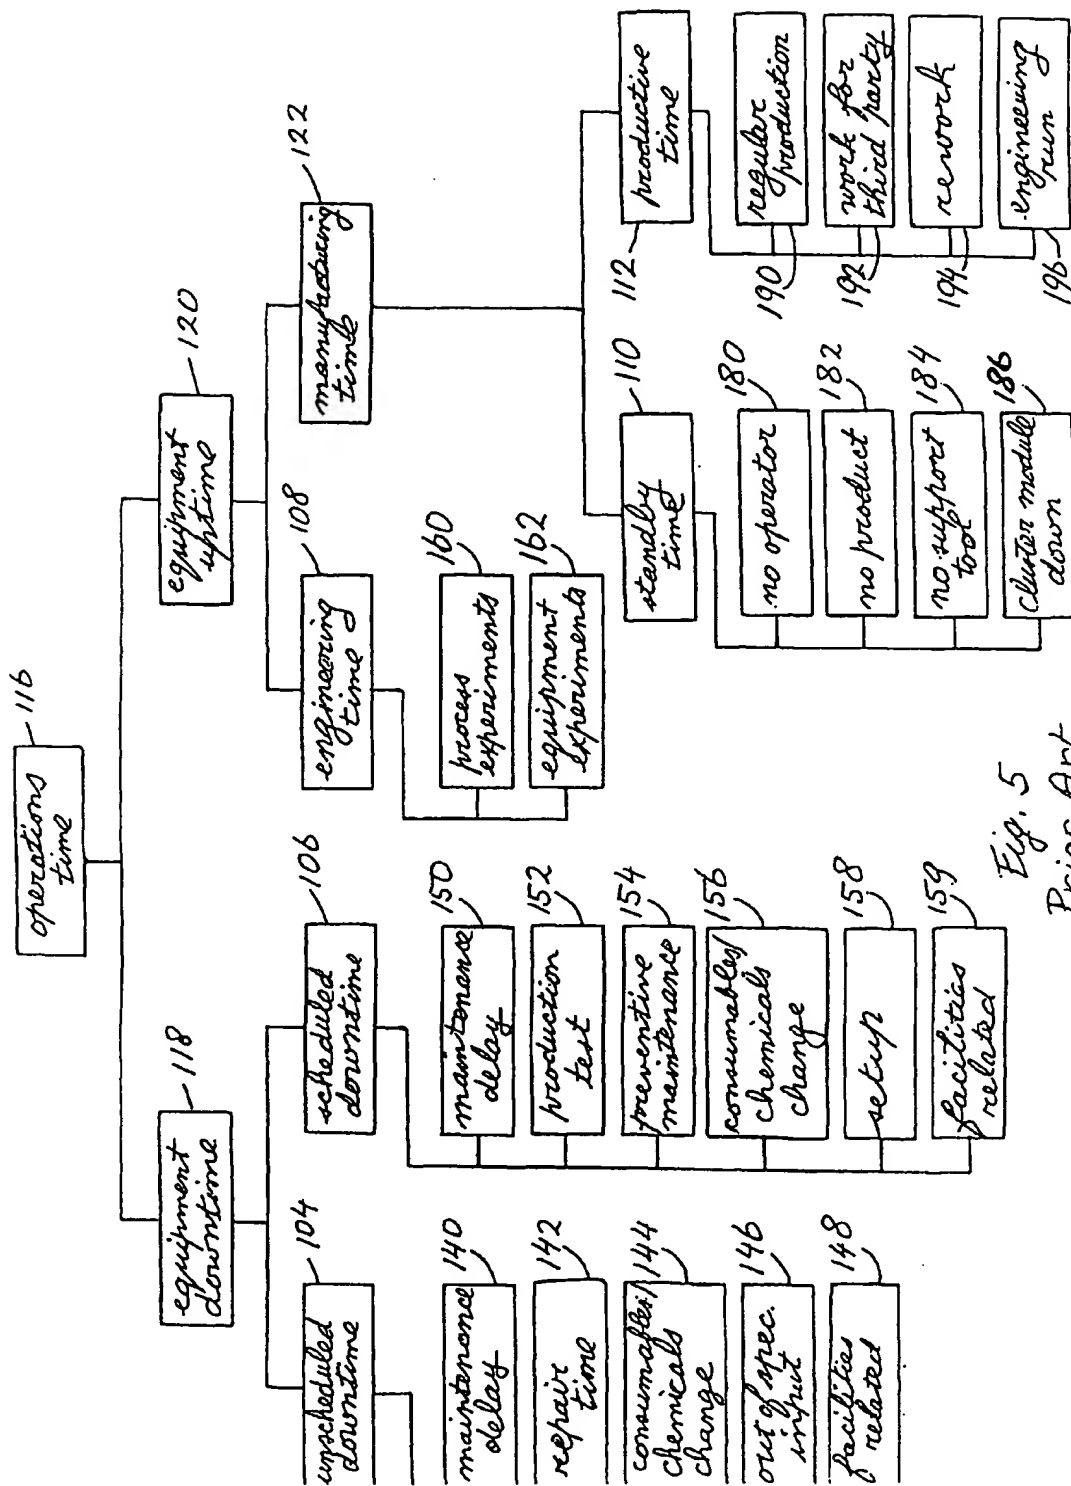 operations
time
116
equipment
downtime
118
equipment
uptime
120
unscheduled
downtime
104
scheduled
downtime
106
engineering
time
108
manufacturing
time
122
maintenance
delay
140
repair
time
142
consumables/
chemicals
change
144
out of spec.
input
146
facilities
related
148
maintenance
delay
150
production
test
152
preventive
maintenance
154
consumables/
chemicals
change
156
setup
158
facilities
related
159
process
experiments
160
equipment
experiments
162
standby
time
110
productive
time
112
no operator
180
no product
182
no support
tool
184
cluster module
down
186
regular
production
190
work for
third party
192
rework
194
engineering
run
196
Fig. 5
Prior Art